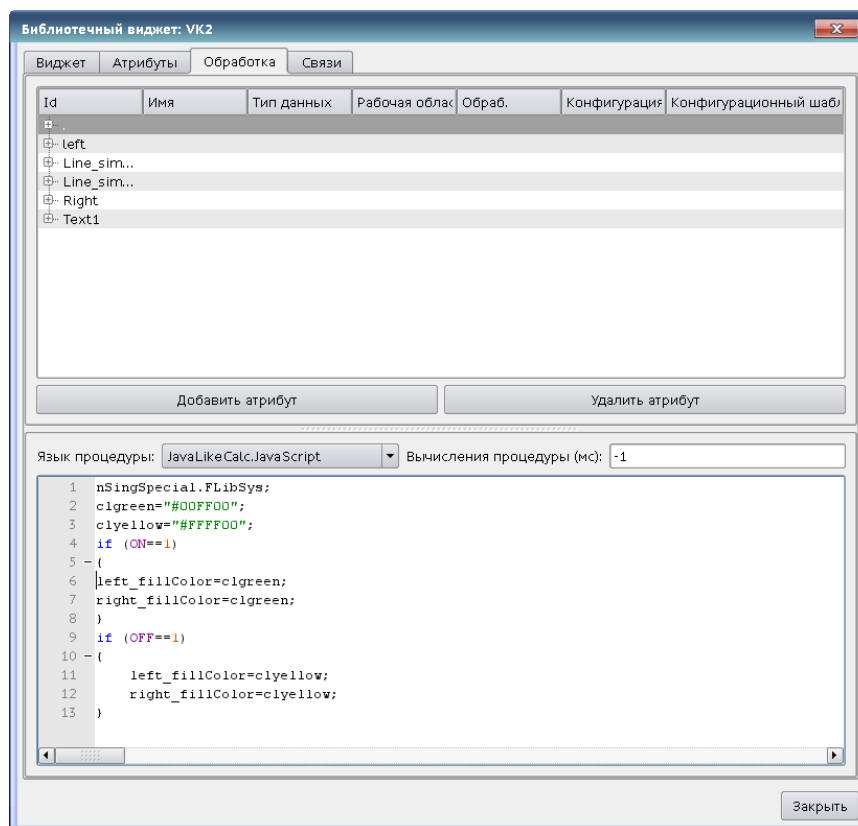 Библиотечный виджет: VK2
Виджет Атрибуты Обработка Связи
Id Имя Тип данных Рабочая облас Обраб. Конфигурация Конфигурационный шабл
.
left
Line_sim...
Line_sim...
Right
Text1
Добавить атрибут Удалить атрибут
Язык процедуры: JavaLikeCalc.JavaScript Вычисления процедуры (мс): -1
1 nSingSpecial.FLibSys;
2 clgreen="#00FF00";
3 clyellow="#FFFF00";
4 if (ON==1)
5 {
6 left_fillColor=clgreen;
7 right_fillColor=clgreen;
8 }
9 if (OFF==1)
10 {
11 left_fillColor=clyellow;
12 right_fillColor=clyellow;
13 }
Закрыть